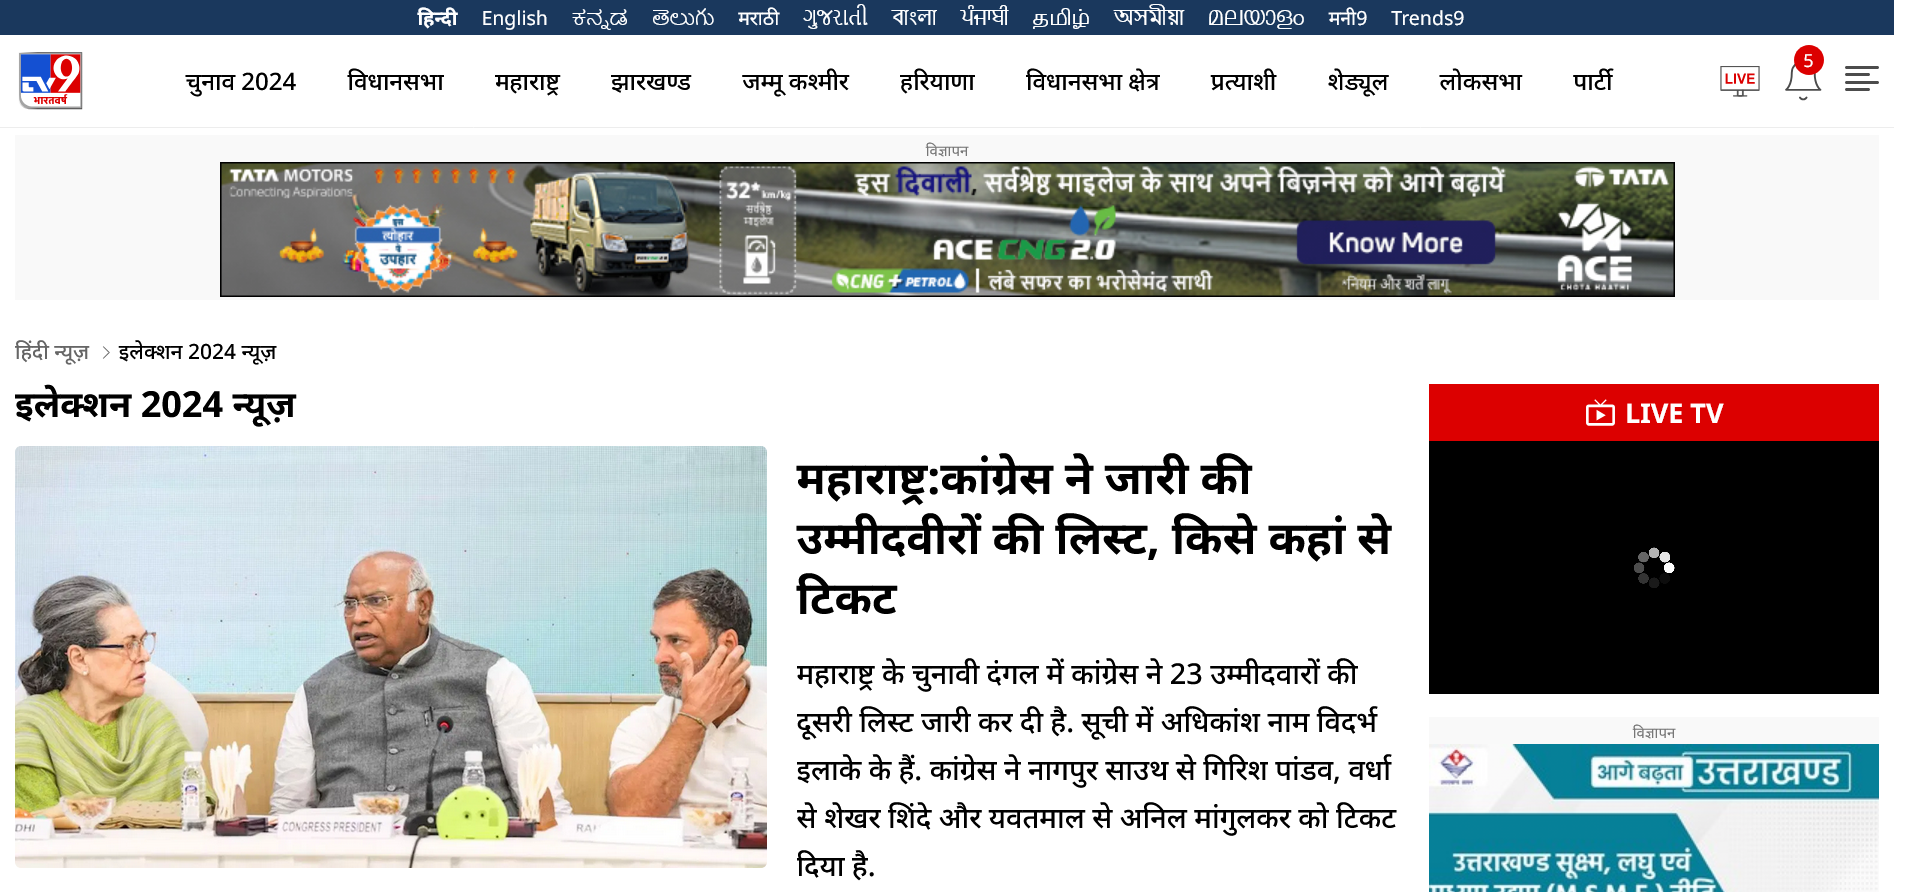 हिन्दी English ಕನ್ನಡ తెలుగు मराठी ગુજરાતી বাংলা ਪੰਜਾਬੀ தமிழ் অসমীয়া മലയാളം मनी9 Trends9
TV9
भारतवर्ष
चुनाव 2024 विधानसभा महाराष्ट्र झारखण्ड जम्मू कश्मीर हरियाणा विधानसभा क्षेत्र प्रत्याशी शेड्यूल लोकसभा पार्टी
LIVE
5
विज्ञापन
TATA MOTORS
Connecting Aspirations
इस
त्योहार
पे
उपहार
32* km/kg
सर्वश्रेष्ठ
माइलेज
इस दिवाली, सर्वश्रेष्ठ माइलेज के साथ अपने बिज़नेस को आगे बढ़ायें
ACE CNG 2.0
CNG + PETROL | लंबे सफर का भरोसेमंद साथी
Know More
*नियम और शर्तें लागू
TATA
ACE
CHOTA HAATHI
हिंदी न्यूज़ > इलेक्शन 2024 न्यूज़
इलेक्शन 2024 न्यूज़
DHI
CONGRESS PRESIDENT
महाराष्ट्र:कांग्रेस ने जारी की
उम्मीदवीरों की लिस्ट, किसे कहां से
टिकट
महाराष्ट्र के चुनावी दंगल में कांग्रेस ने 23 उम्मीदवारों की
दूसरी लिस्ट जारी कर दी है. सूची में अधिकांश नाम विदर्भ
इलाके के हैं. कांग्रेस ने नागपुर साउथ से गिरिश पांडव, वर्धा
से शेखर शिंदे और यवतमाल से अनिल मांगुलकर को टिकट
दिया है.
LIVE TV
विज्ञापन
आगे बढ़ता उत्तराखण्ड
उत्तराखण्ड सूक्ष्म, लघु एवं